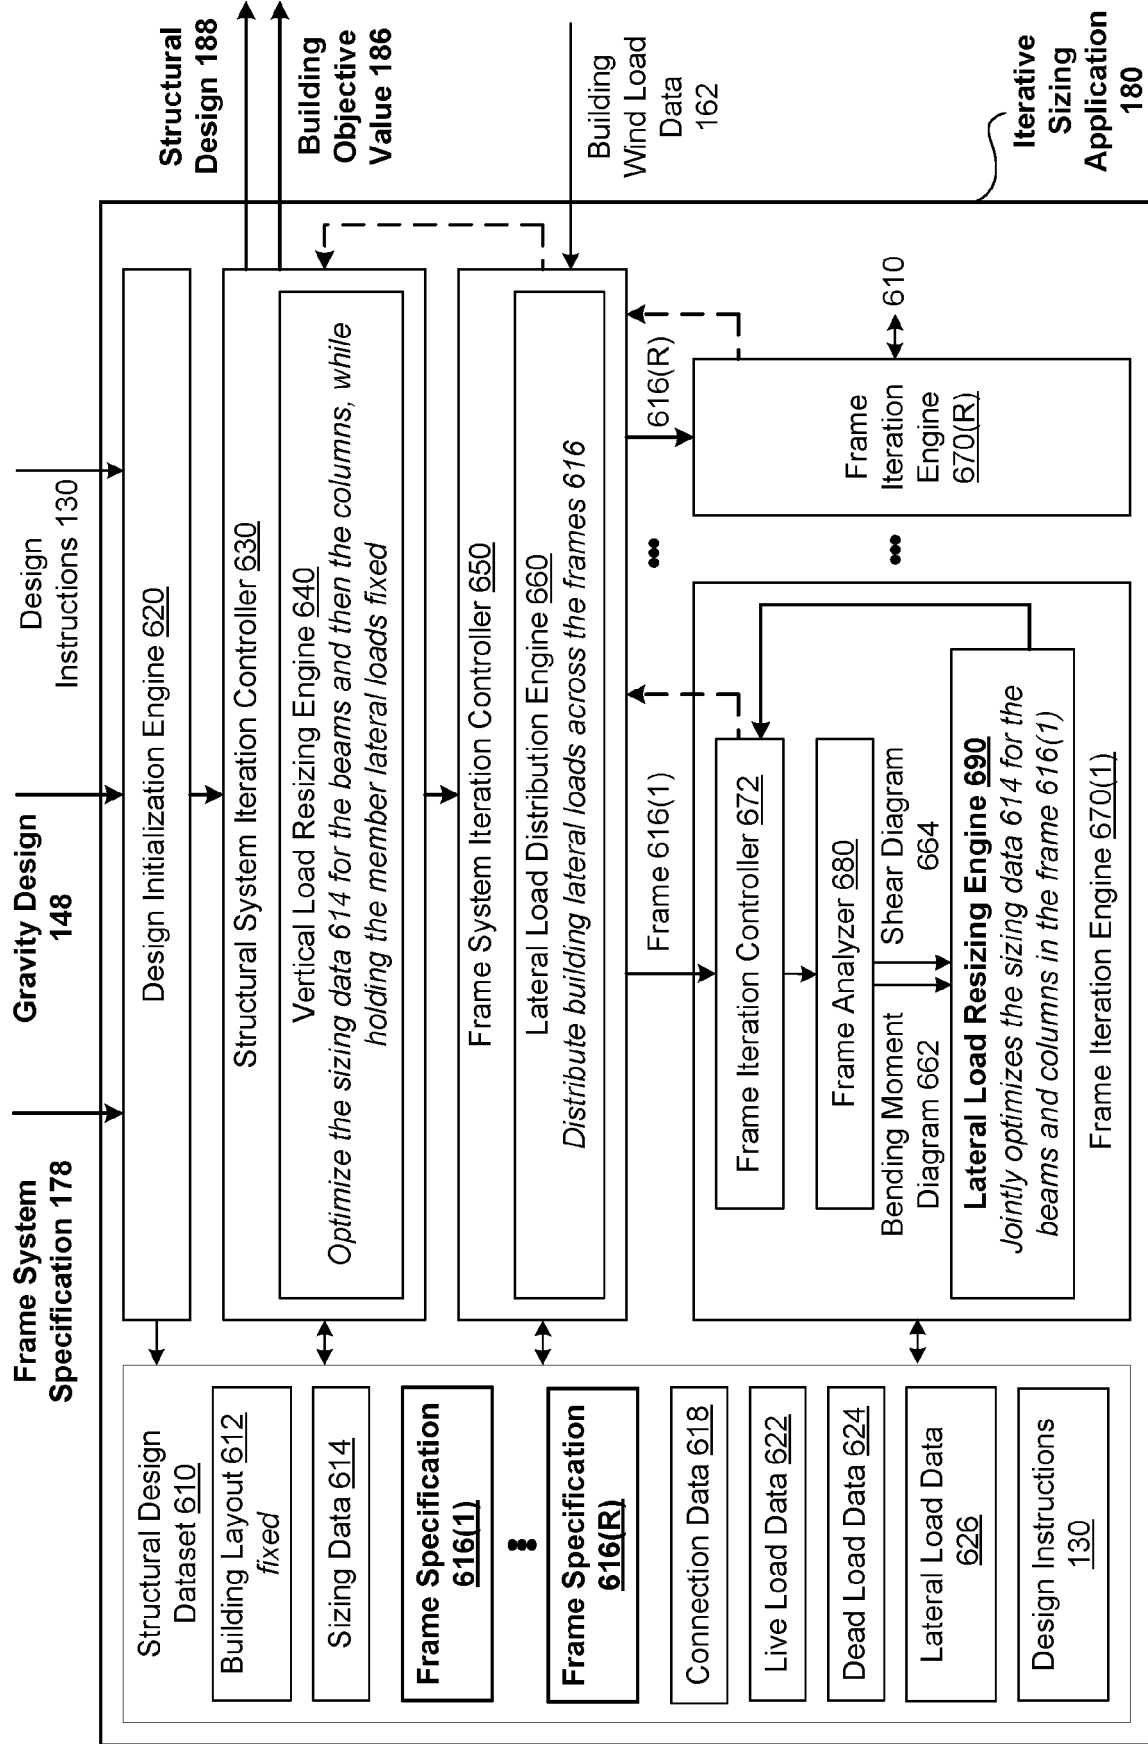 Frame System
Specification 178
Gravity Design
148
Design
Instructions 130
Structural
Design 188
Building
Objective
Value 186
Building
Wind Load
Data
162
Iterative
Sizing
Application
180
Structural Design
Dataset 610
Building Layout 612
fixed
Sizing Data 614
Frame Specification
616(1)
•••
Frame Specification
616(R)
Connection Data 618
Live Load Data 622
Dead Load Data 624
Lateral Load Data
626
Design Instructions
130
Design Initialization Engine 620
Structural System Iteration Controller 630
Vertical Load Resizing Engine 640
Optimize the sizing data 614 for the beams and then the columns, while
holding the member lateral loads fixed
Frame System Iteration Controller 650
Lateral Load Distribution Engine 660
Distribute building lateral loads across the frames 616
Frame 616(1)
•••
616(R)
Frame Iteration Controller 672
Frame Analyzer 680
Bending Moment
Diagram 662
Shear Diagram
664
Lateral Load Resizing Engine 690
Jointly optimizes the sizing data 614 for the
beams and columns in the frame 616(1)
Frame Iteration Engine 670(1)
•••
Frame
Iteration
Engine
670(R)
610